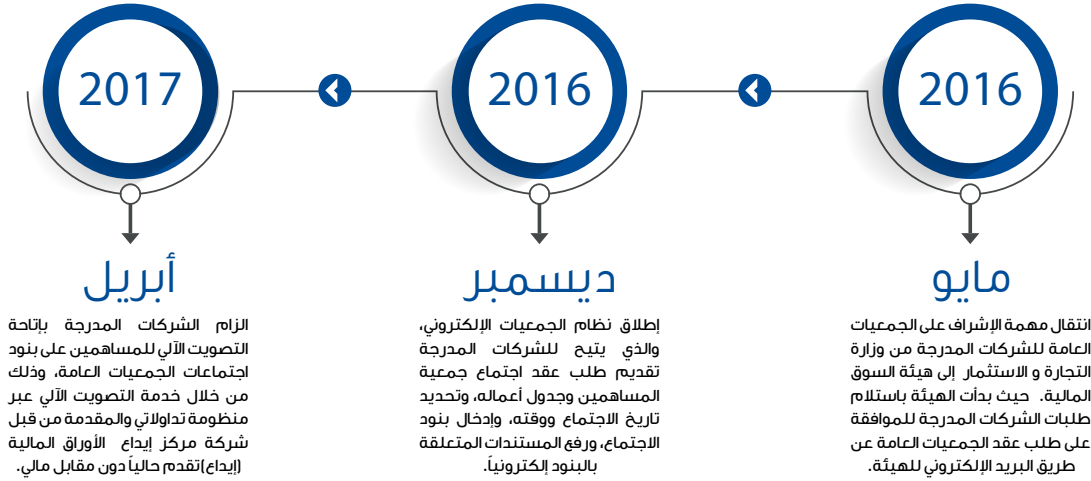 2016
مايو
انتقال مهمة الإشراف على الجمعيات
العامة للشركات المدرجة من وزارة
التجارة و الاستثمار إلى هيئة السوق
المالية. حيث بدأت الهيئة باستلام
طلبات الشركات المدرجة للموافقة
على طلب عقد الجمعيات العامة عن
طريق البريد الإلكتروني للهيئة.
2016
ديسمبر
إطلاق نظام الجمعيات الإلكتروني،
والذي يتيح للشركات المدرجة
تقديم طلب عقد اجتماع جمعية
المساهمين وجدول أعماله، وتحديد
تاريخ الاجتماع ووقته، وإدخال بنود
الاجتماع، ورفع المستندات المتعلقة
بالبنود إلكترونياً.
2017
أبريل
الزام الشركات المدرجة بإتاحة
التصويت الآلي للمساهمين على بنود
اجتماعات الجمعيات العامة، وذلك
من خلال خدمة التصويت الآلي عبر
منظومة تداولاتي والمقدمة من قبل
شركة مركز إيداع الأوراق المالية
(إيداع)تقدم حالياً دون مقابل مالي.